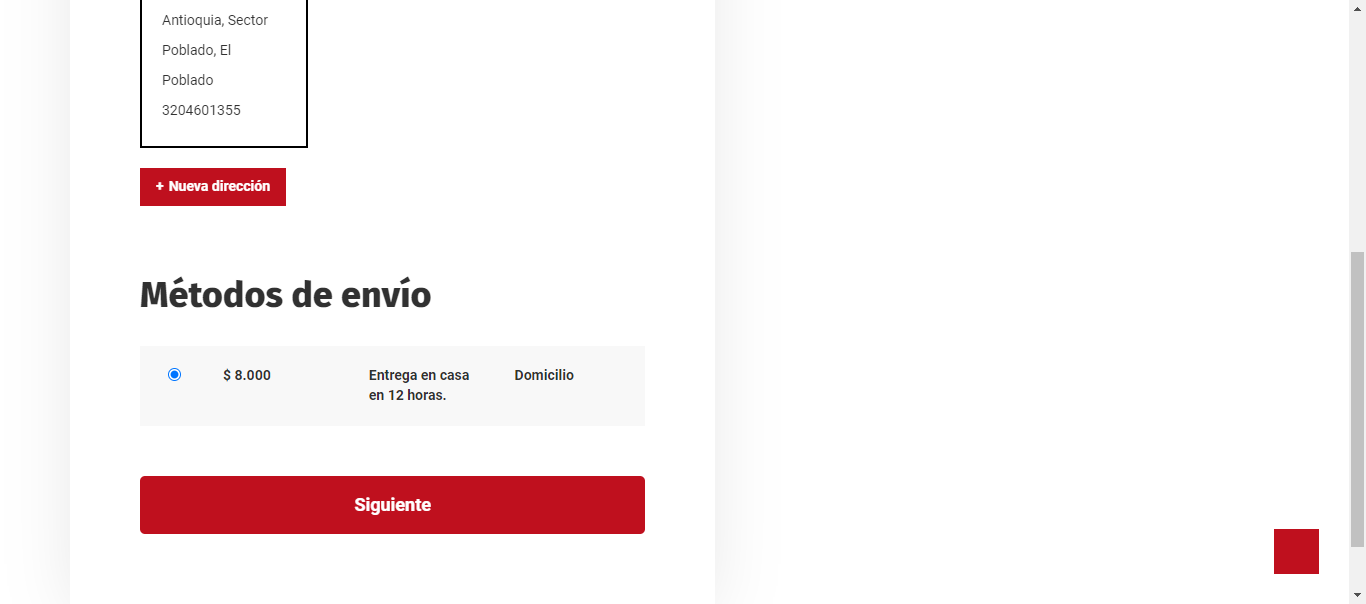 Antioquia, Sector
Poblado, El
Poblado
3204601355
+ Nueva dirección
Métodos de envío
$ 8.000
Entrega en casa
en 12 horas.
Domicilio
Siguiente